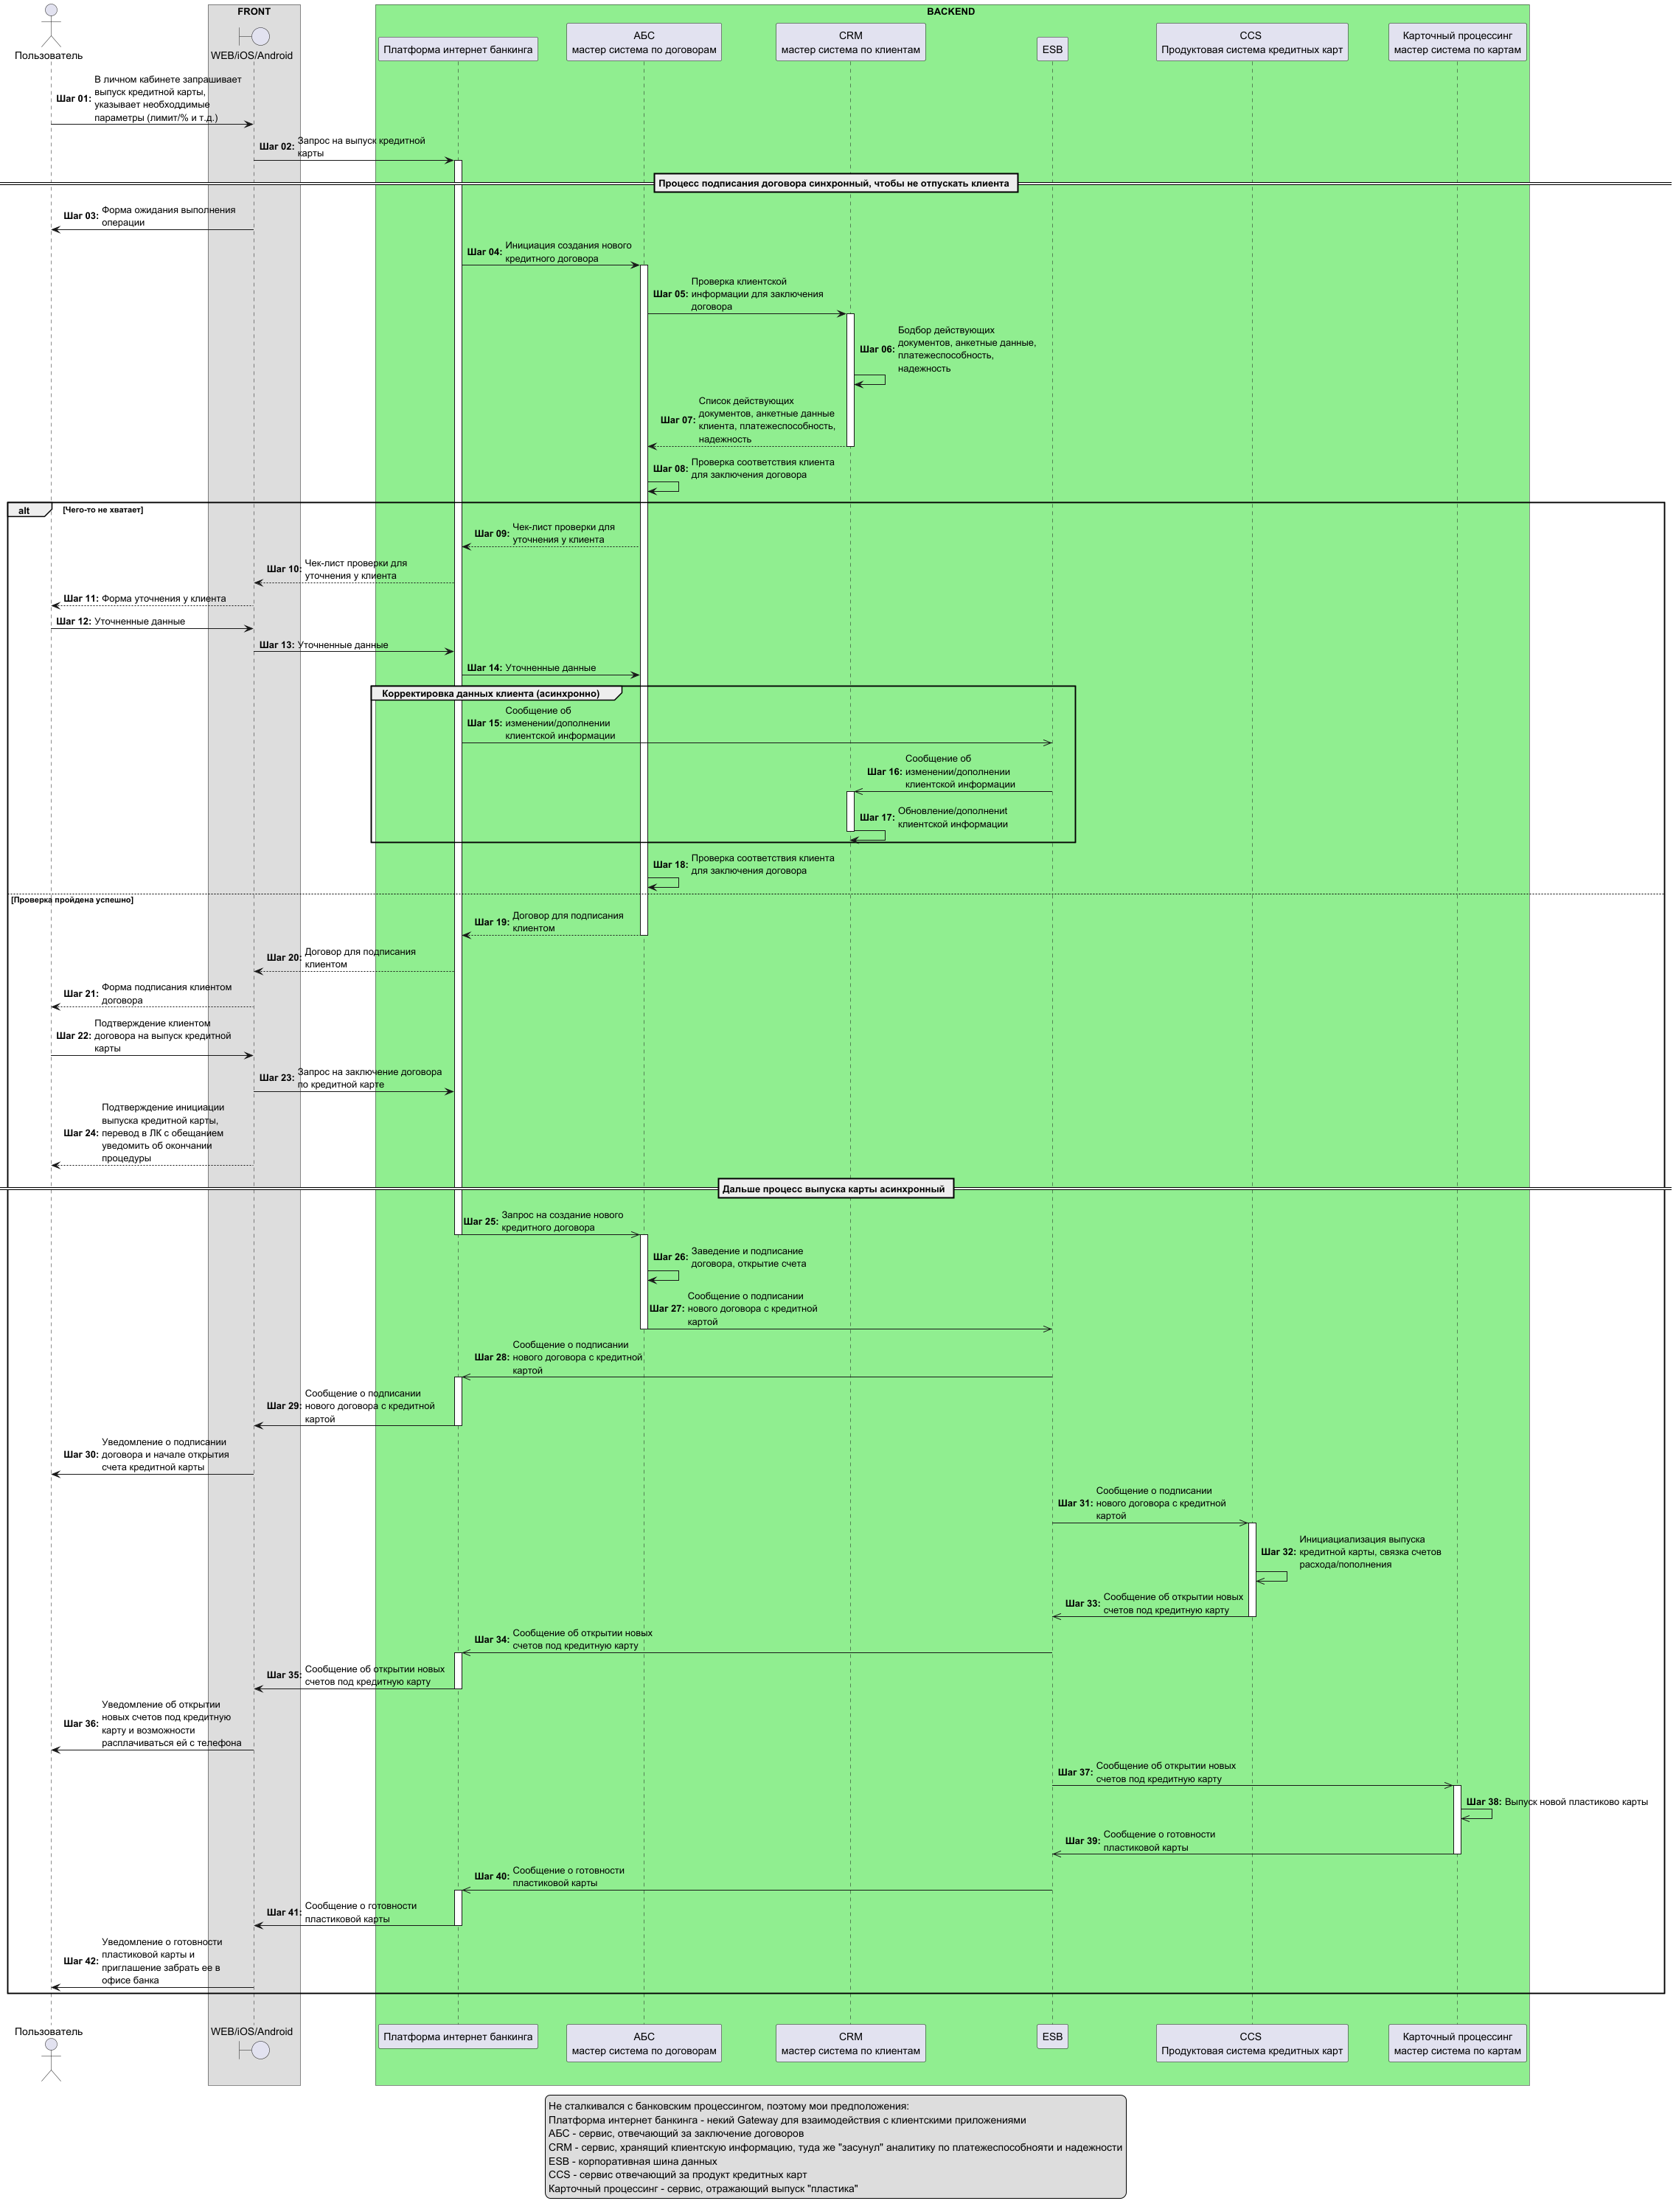 FRONT
BACKEND
Пользователь
WEB/iOS/Android
Платформа интернет банкинга
АБС
мастер система по договорам
CRM
мастер система по клиентам
ESB
CCS
Продуктовая система кредитных карт
Карточный процессинг
мастер система по картам
Шаг 01: В личном кабинете запрашивает
выпуск кредитной карты,
указывает необходдимые
параметры (лимит/% и т.д.)
Шаг 02: Запрос на выпуск кредитной
карты
Процесс подписания договора синхронный, чтобы не отпускать клиента
Шаг 03: Форма ожидания выполнения
операции
Шаг 04: Инициация создания нового
кредитного договора
Шаг 05: Проверка клиентской
информации для заключения
договора
Шаг 06: Бодбор действующих
документов, анкетные данные,
платежеспособность,
надежность
Шаг 07: Список действующих
документов, анкетные данные
клиента, платежеспособность,
надежность
Шаг 08: Проверка соответствия клиента
для заключения договора
alt [Чего-то не хватает]
Шаг 09: Чек-лист проверки для
уточнения у клиента
Шаг 10: Чек-лист проверки для
уточнения у клиента
Шаг 11: Форма уточнения у клиента
Шаг 12: Уточненные данные
Шаг 13: Уточненные данные
Шаг 14: Уточненные данные
Корректировка данных клиента (асинхронно)
Шаг 15: Сообщение об
изменении/дополнении
клиентской информации
Шаг 16: Сообщение об
изменении/дополнении
клиентской информации
Шаг 17: Обновление/дополнениt
клиентской информации
Шаг 18: Проверка соответствия клиента
для заключения договора
[Проверка пройдена успешно]
Шаг 19: Договор для подписания
клиентом
Шаг 20: Договор для подписания
клиентом
Шаг 21: Форма подписания клиентом
договора
Шаг 22: Подтверждение клиентом
договора на выпуск кредитной
карты
Шаг 23: Запрос на заключение договора
по кредитной карте
Шаг 24: Подтверждение инициации
выпуска кредитной карты,
перевод в ЛК с обещанием
уведомить об окончании
процедуры
Дальше процесс выпуска карты асинхронный
Шаг 25: Запрос на создание нового
кредитного договора
Шаг 26: Заведение и подписание
договора, открытие счета
Шаг 27: Сообщение о подписании
нового договора с кредитной
картой
Шаг 28: Сообщение о подписании
нового договора с кредитной
картой
Шаг 29: Сообщение о подписании
нового договора с кредитной
картой
Шаг 30: Уведомление о подписании
договора и начале открытия
счета кредитной карты
Шаг 31: Сообщение о подписании
нового договора с кредитной
картой
Шаг 32: Инициациализация выпуска
кредитной карты, связка счетов
расхода/пополнения
Шаг 33: Сообщение об открытии новых
счетов под кредитную карту
Шаг 34: Сообщение об открытии новых
счетов под кредитную карту
Шаг 35: Сообщение об открытии новых
счетов под кредитную карту
Шаг 36: Уведомление об открытии
новых счетов под кредитную
карту и возможности
расплачиваться ей с телефона
Шаг 37: Сообщение об открытии новых
счетов под кредитную карту
Шаг 38: Выпуск новой пластиково карты
Шаг 39: Сообщение о готовности
пластиковой карты
Шаг 40: Сообщение о готовности
пластиковой карты
Шаг 41: Сообщение о готовности
пластиковой карты
Шаг 42: Уведомление о готовности
пластиковой карты и
приглашение забрать ее в
офисе банка
Пользователь
WEB/iOS/Android
Платформа интернет банкинга
АБС
мастер система по договорам
CRM
мастер система по клиентам
ESB
CCS
Продуктовая система кредитных карт
Карточный процессинг
мастер система по картам
Не сталкивался с банковским процессингом, поэтому мои предположения:
Платформа интернет банкинга - некий Gateway для взаимодействия с клиентскими приложениями
АБС - сервис, отвечающий за заключение договоров
CRM - сервис, хранящий клиентскую информацию, туда же "засунул" аналитику по платежеспособнояти и надежности
ESB - корпоративная шина данных
CCS - сервис отвечающий за продукт кредитных карт
Карточный процессинг - сервис, отражающий выпуск "пластика"